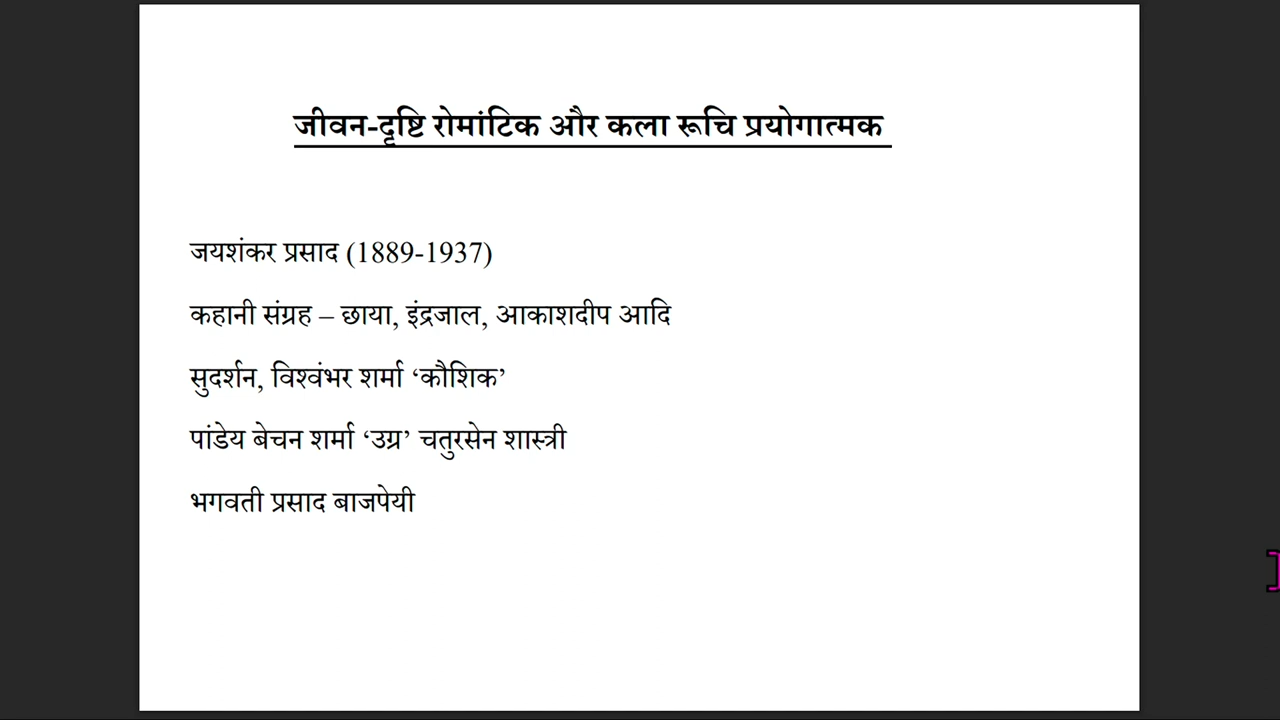 जीवन-दृष्टि रोमांटिक और कला रूचि प्रयोगात्मक
जयशंकर प्रसाद (1889-1937)
कहानी संग्रह – छाया, इंद्रजाल, आकाशदीप आदि
सुदर्शन, विश्वंभर शर्मा ‘कौशिक’
पांडेय बेचन शर्मा ‘उग्र’ चतुरसेन शास्त्री
भगवती प्रसाद बाजपेयी